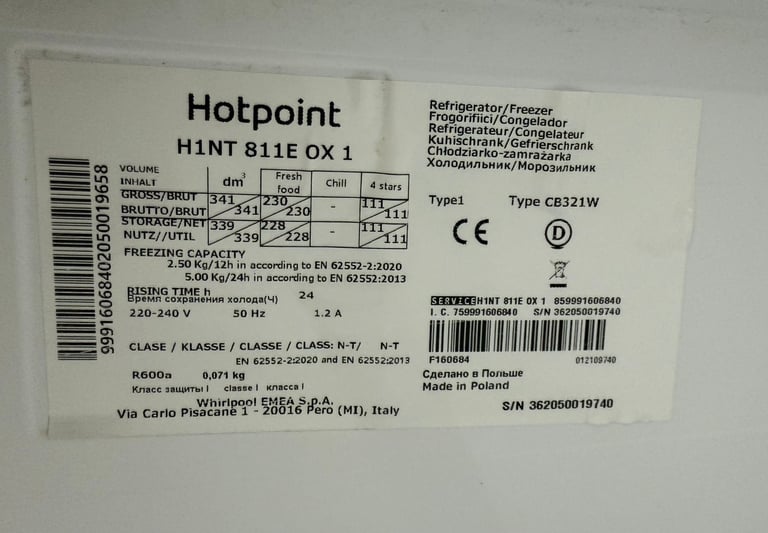 Hotpoint
H1NT 811E OX 1
VOLUME
INHALT
dm³
Fresh food
Chill
4 stars
GROSS/BRUT 341 230 - 111
BRUTTO/BRUT 341 230 111
STORAGE/NET 339 228 - 111
NUTZ//UTIL 339 228 111
FREEZING CAPACITY
2.50 Kg/12h in according to EN 62552-2:2020
5.00 Kg/24h in according to EN 62552:2013
RISING TIME h 24
Время сохранения холода(Ч)
220-240 V 50 Hz 1.2 A
CLASE / KLASSE / CLASSE / CLASS: N-T/ N-T
EN 62552-2:2020 and EN 62552:2013
R600a 0,071 kg
Класс защиты I classe I класса I
Whirlpool EMEA S.p.A.
Via Carlo Pisacane 1 - 20016 Pero (MI), Italy
99916068402050019658
Refrigerator/Freezer
Frogorifiici/Congelador
Refrigerateur/Congelateur
Kuhischrank/Gefrierschrank
Chłodziarko-zamrażarka
Холодильник/Морозильник
Type1 Type CB321W
CE D
SERVICE H1NT 811E OX 1 859991606840
I. C. 759991606840 S/N 362050019740
F160684 012109740
Сделано в Польше
Made in Poland
S/N 362050019740